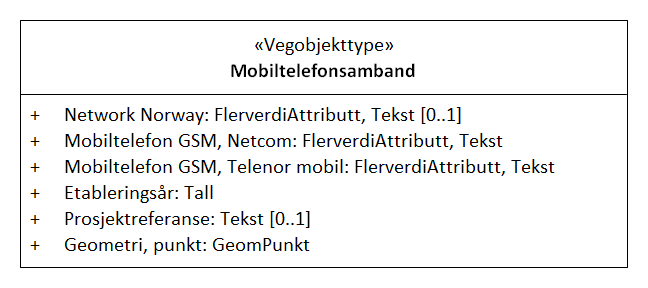 «Vegobjekttype»
Mobiltelefonsamband
+ Network Norway: FlerverdiAttributt, Tekst [0..1]
+ Mobiltelefon GSM, Netcom: FlerverdiAttributt, Tekst
+ Mobiltelefon GSM, Telenor mobil: FlerverdiAttributt, Tekst
+ Etableringsår: Tall
+ Prosjektreferanse: Tekst [0..1]
+ Geometri, punkt: GeomPunkt